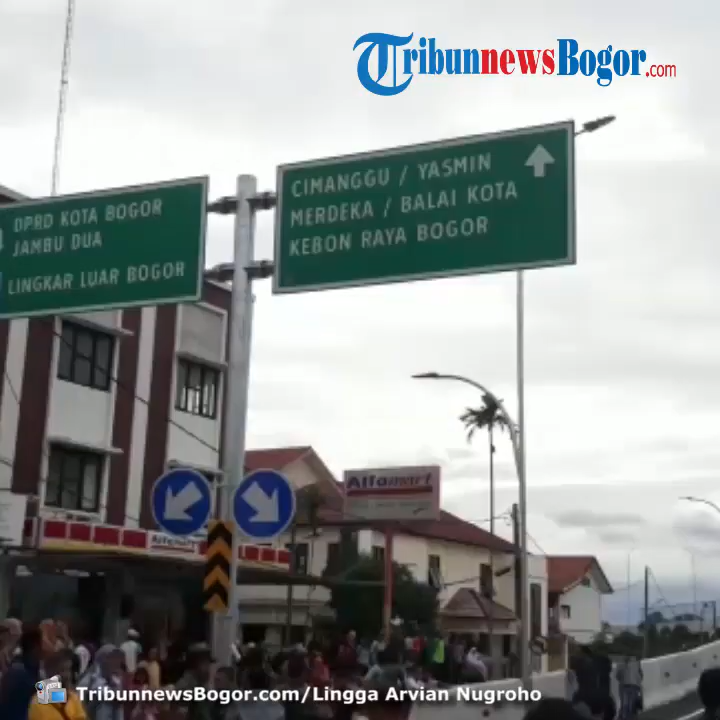 TribunnewsBogor.com
DPRD KOTA BOGOR
JAMBU DUA
LINGKAR LUAR BOGOR
CIMANGGU / YASMIN
MERDEKA / BALAI KOTA
KEBON RAYA BOGOR
Alfamart
Alfamart
TribunnewsBogor.com/Lingga Arvian Nugroho